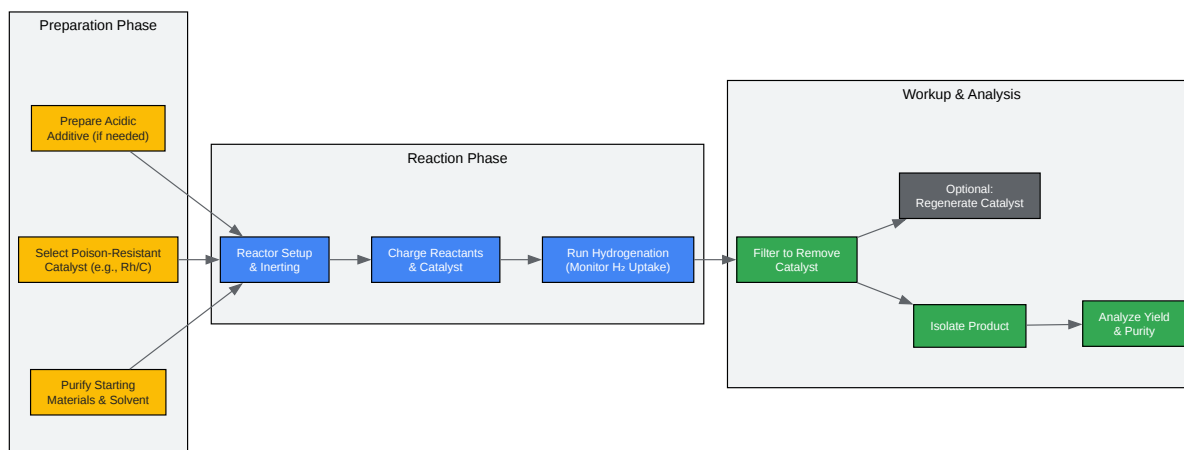 Preparation Phase
Prepare Acidic
Additive (if needed)
Select Poison-Resistant
Catalyst (e.g., Rh/C)
Purify Starting
Materials & Solvent
Reaction Phase
Reactor Setup
& Inerting
Charge Reactants
& Catalyst
Run Hydrogenation
(Monitor H₂ Uptake)
Workup & Analysis
Optional:
Regenerate Catalyst
Filter to Remove
Catalyst
Isolate Product
Analyze Yield
& Purity